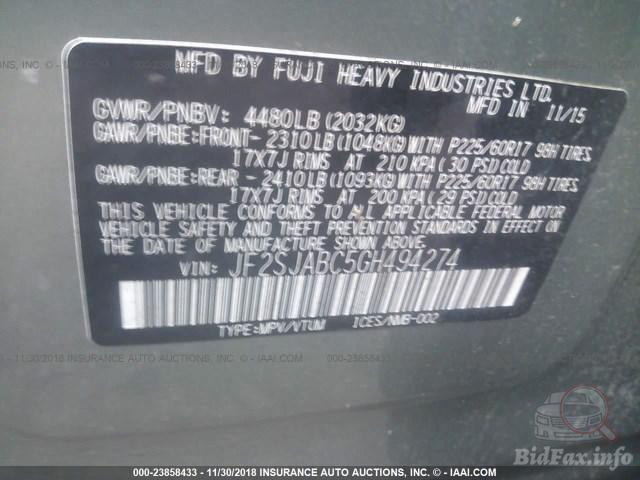 MFD BY FUJI HEAVY INDUSTRIES LTD.
MFD IN 11/15
GVWR/PNBV: 4480LB (2032KG)
GAWR/PNBE:FRONT- 2310LB (1048KG) WITH P225/60R17 98H TIRES
17X7J RIMS AT 210 KPA ( 30 PSI) COLD
GAWR/PNBE:REAR - 2410LB (1093KG) WITH P225/60R17 98H TIRES
17X7J RIMS AT 200 KPA ( 29 PSI) COLD
THIS VEHICLE CONFORMS TO ALL APPLICABLE FEDERAL MOTOR
VEHICLE SAFETY AND THEFT PREVENTION STANDARDS IN EFFECT
ON THE DATE OF MANUFACTURE SHOWN ABOVE.
VIN: JF2SJABC5GH494274
TYPE:MPV/VTUM ICES/NMB-002
000-23858433 - 11/30/2018 INSURANCE AUTO AUCTIONS INC. - © - IAAI.COM
BidFax.info